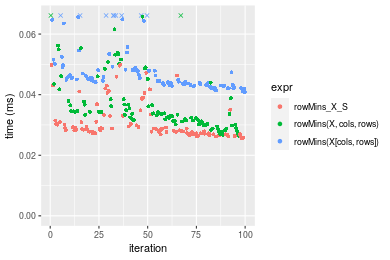 0.06
0.04
0.02
0.00
time (ms)
0
25
50
75
100
iteration
expr
rowMins_X_S
rowMins(X, cols, rows)
rowMins(X[cols, rows])